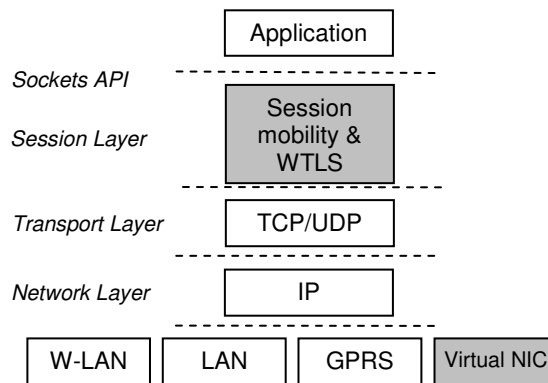 Application
Sockets API
Session
mobility &
WTLS
Session Layer
Transport Layer
TCP/UDP
Network Layer
IP
W-LAN
LAN
GPRS
Virtual NIC